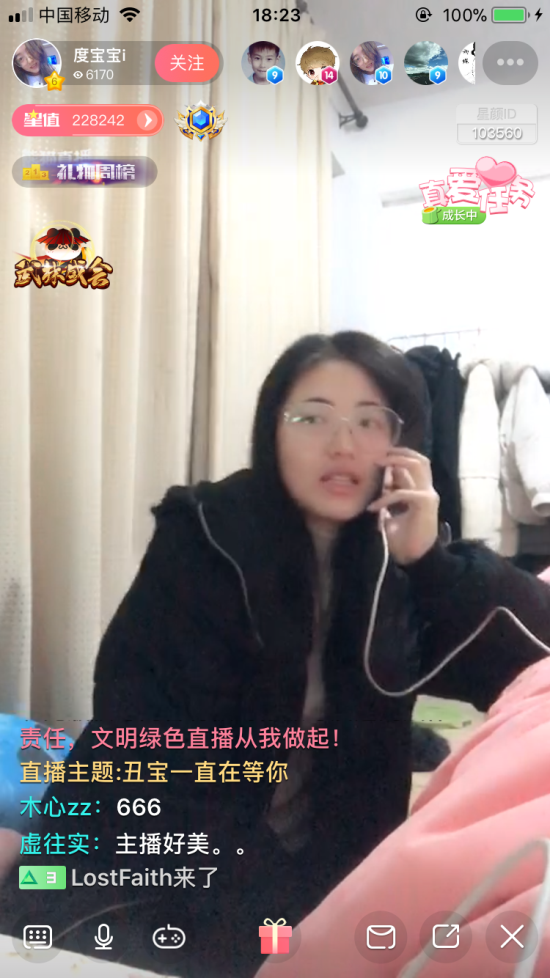 中国移动
18:23
100%
度宝宝i
6170
关注
6
9
14
10
9
星值 228242
星颜ID
103560
礼物周榜
真爱任务
成长中
武林盛会
责任，文明绿色直播从我做起！
直播主题:丑宝一直在等你
木心zz：666
虚往实：主播好美。。
3 LostFaith来了